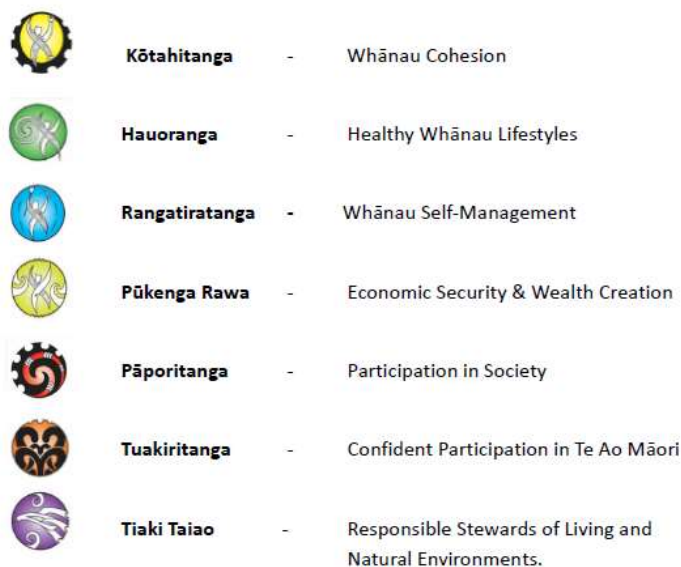 Kōtahitanga - Whānau Cohesion
Hauoranga - Healthy Whānau Lifestyles
Rangatiratanga - Whānau Self-Management
Pūkenga Rawa - Economic Security & Wealth Creation
Pāporitanga - Participation in Society
Tuakiritanga - Confident Participation in Te Ao Māori
Tiaki Taiao - Responsible Stewards of Living and
Natural Environments.